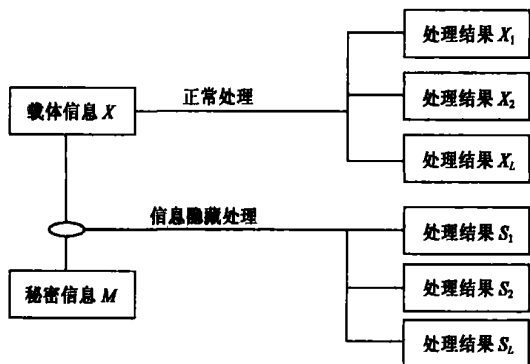 处理结果 X₁
正常处理
载体信息 X
处理结果 X₂
处理结果 X_L
信息隐藏处理
处理结果 S₁
秘密信息 M
处理结果 S₂
处理结果 S_L